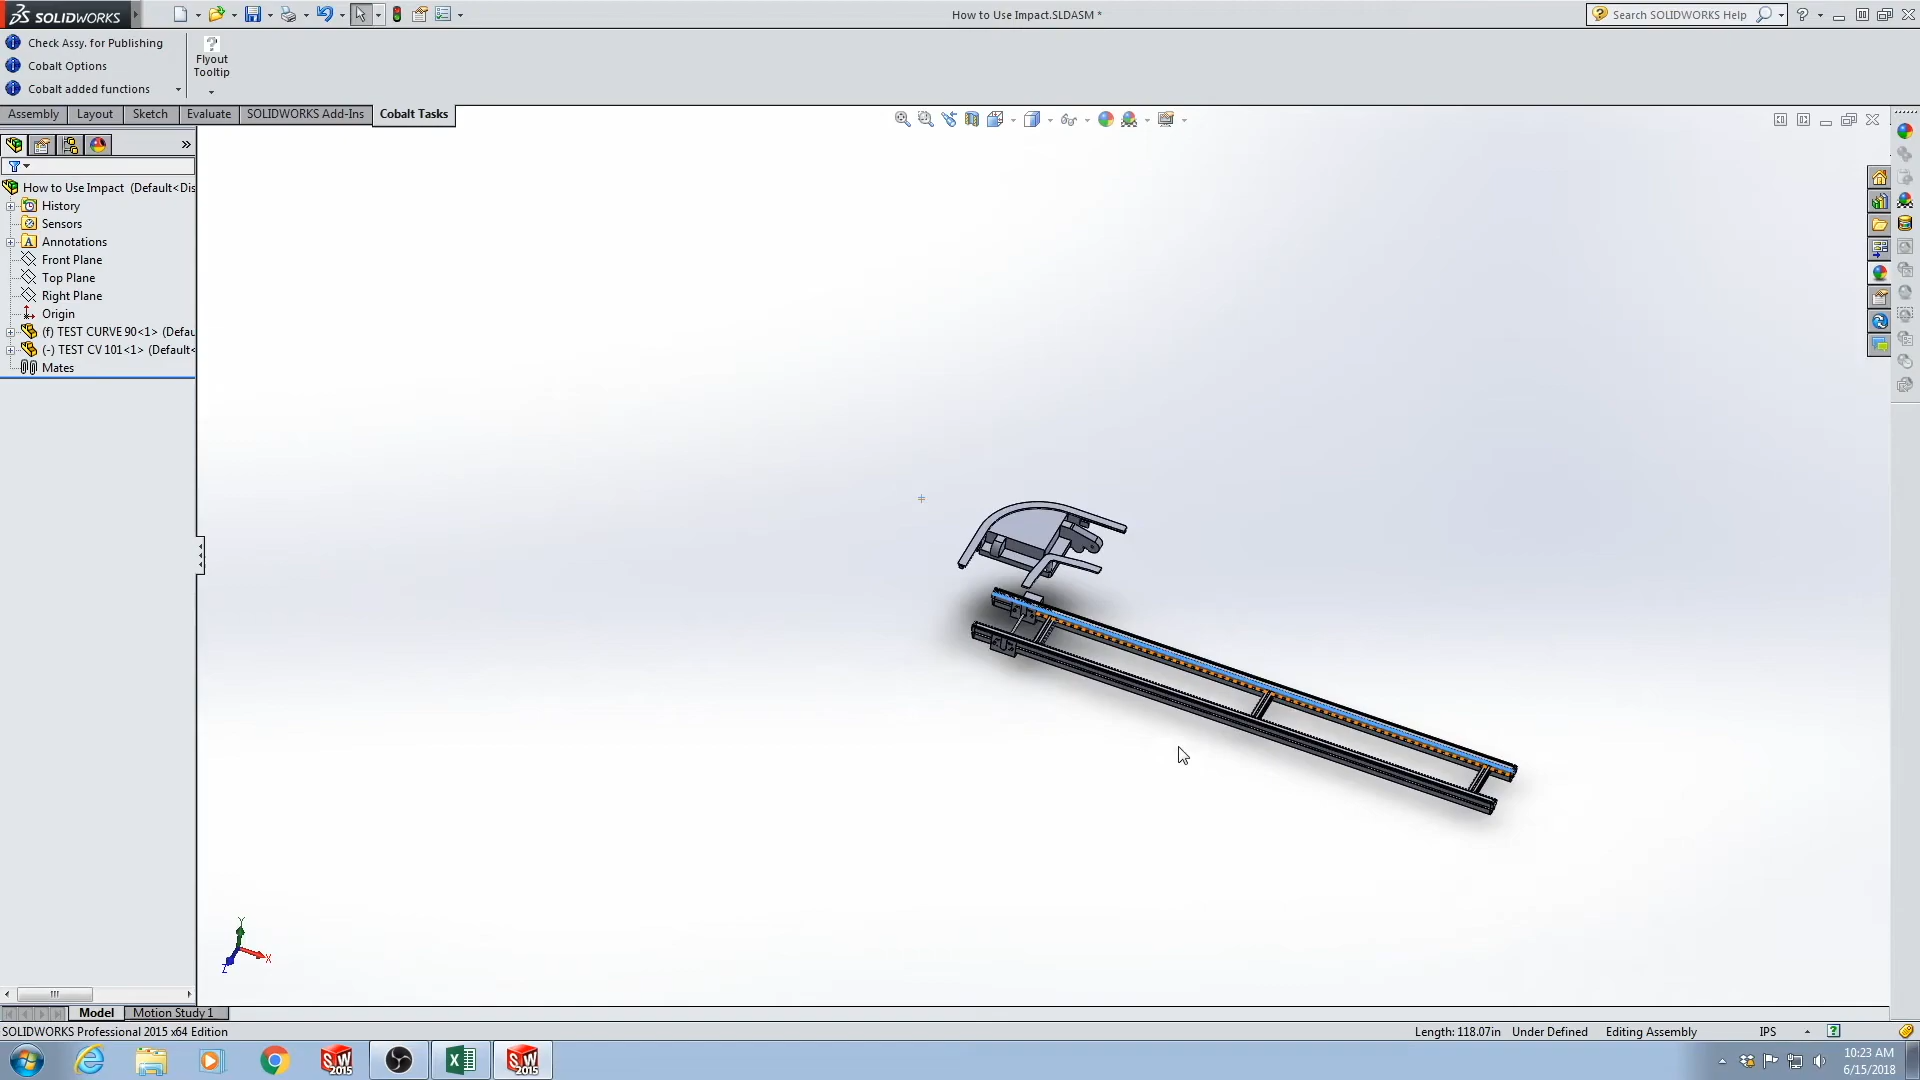 SOLIDWORKS
How to Use Impact.SLDASM *
Search SOLIDWORKS Help
Check Assy. for Publishing
Cobalt Options
Cobalt added functions
Flyout
Tooltip
Assembly
Layout
Sketch
Evaluate
SOLIDWORKS Add-Ins
Cobalt Tasks
How to Use Impact (Default<Dis
History
Sensors
Annotations
Front Plane
Top Plane
Right Plane
Origin
(f) TEST CURVE 90<1> (Defau
(-) TEST CV 101<1> (Default<
Mates
Y
X
Z
Model
Motion Study 1
SOLIDWORKS Professional 2015 x64 Edition
Length: 118.07in
Under Defined
Editing Assembly
IPS
SW
2015
SW
2015
10:23 AM
6/15/2018